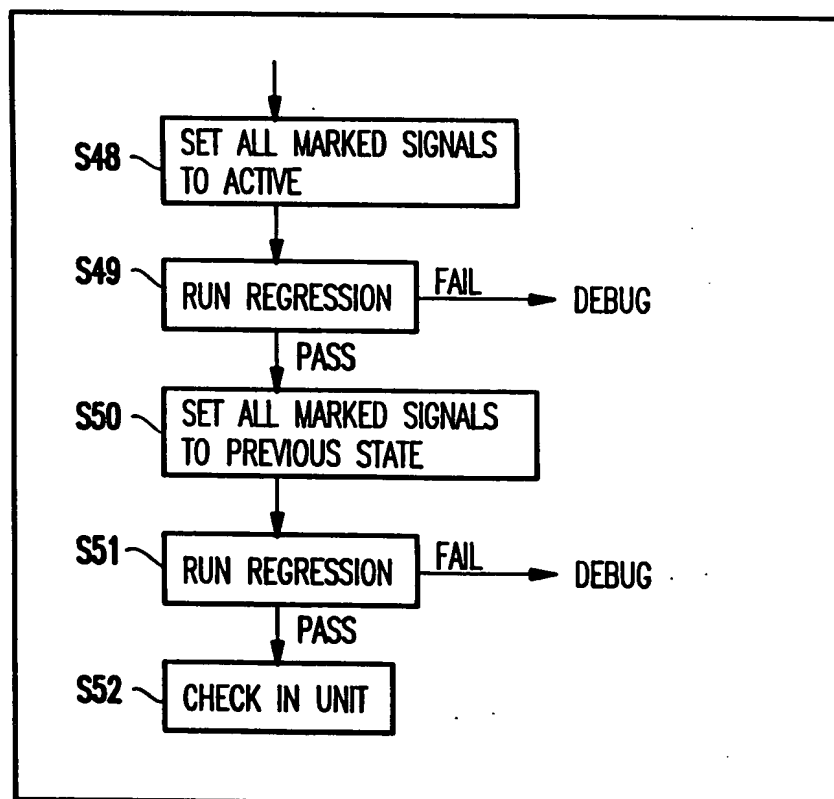 S48
SET ALL MARKED SIGNALS
TO ACTIVE
S49
RUN REGRESSION
FAIL
DEBUG
PASS
S50
SET ALL MARKED SIGNALS
TO PREVIOUS STATE
S51
RUN REGRESSION
FAIL
DEBUG
PASS
S52
CHECK IN UNIT